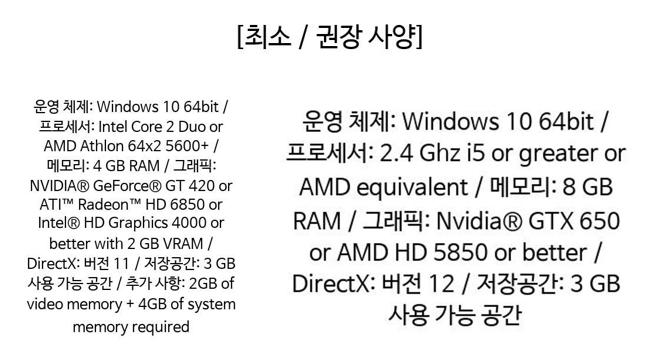 [최소 / 권장 사양]
운영 체제: Windows 10 64bit /
프로세서: Intel Core 2 Duo or
AMD Athlon 64x2 5600+ /
메모리: 4 GB RAM / 그래픽:
NVIDIA® GeForce® GT 420 or
ATI™ Radeon™ HD 6850 or
Intel® HD Graphics 4000 or
better with 2 GB VRAM /
DirectX: 버전 11 / 저장공간: 3 GB
사용 가능 공간 / 추가 사항: 2GB of
video memory + 4GB of system
memory required
운영 체제: Windows 10 64bit /
프로세서: 2.4 Ghz i5 or greater or
AMD equivalent / 메모리: 8 GB
RAM / 그래픽: Nvidia® GTX 650
or AMD HD 5850 or better /
DirectX: 버전 12 / 저장공간: 3 GB
사용 가능 공간